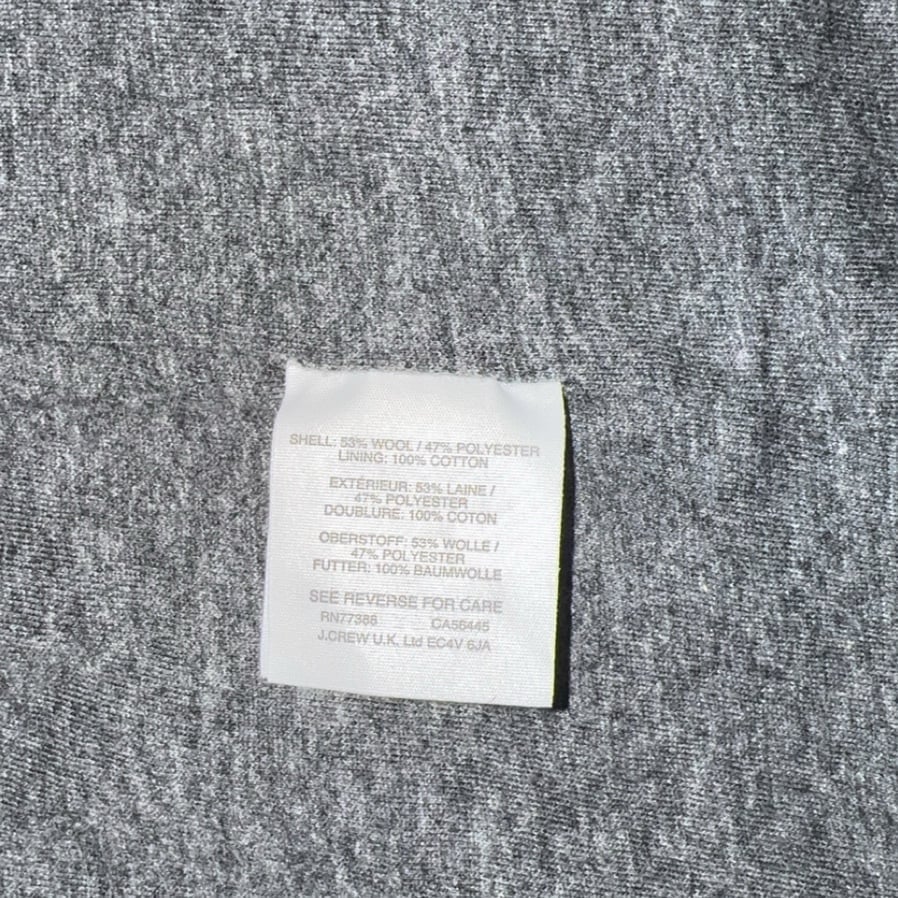 SHELL: 53% WOOL / 47% POLYESTER
LINING: 100% COTTON
EXTÉRIEUR: 53% LAINE /
47% POLYESTER
DOUBLURE: 100% COTON
OBERSTOFF: 53% WOLLE /
47% POLYESTER
FUTTER: 100% BAUMWOLLE
SEE REVERSE FOR CARE
RN77388 CA56445
J.CREW U.K. Ltd EC4V 6JA